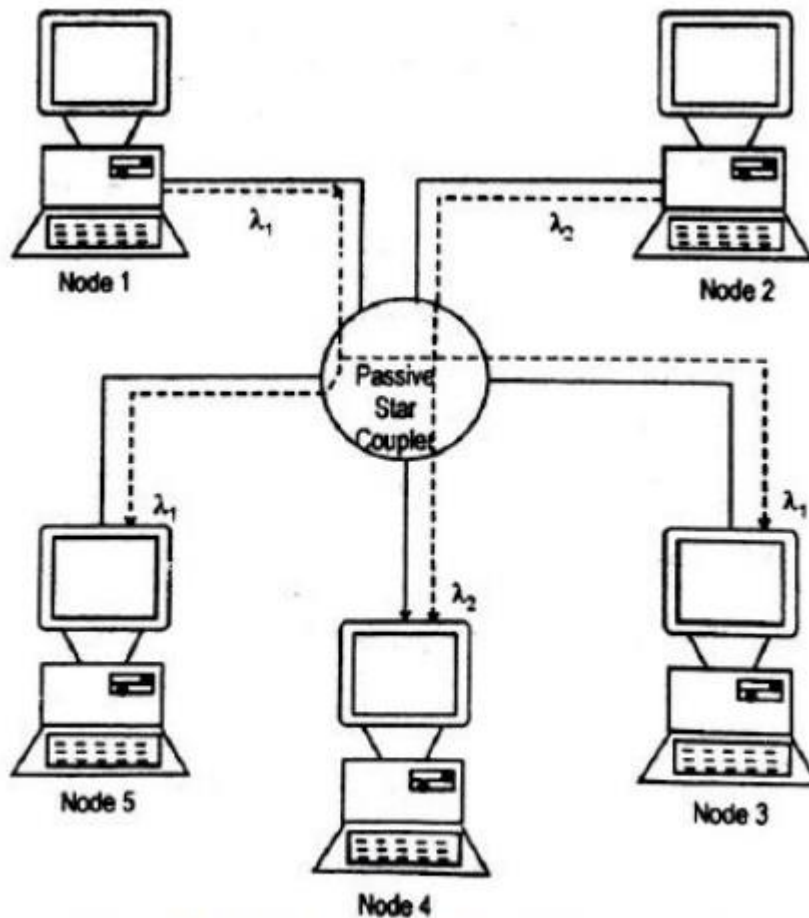 λ1
λ2
Node 1
Node 2
Passive
Star
Coupler
λ1
λ1
λ2
Node 5
Node 3
Node 4